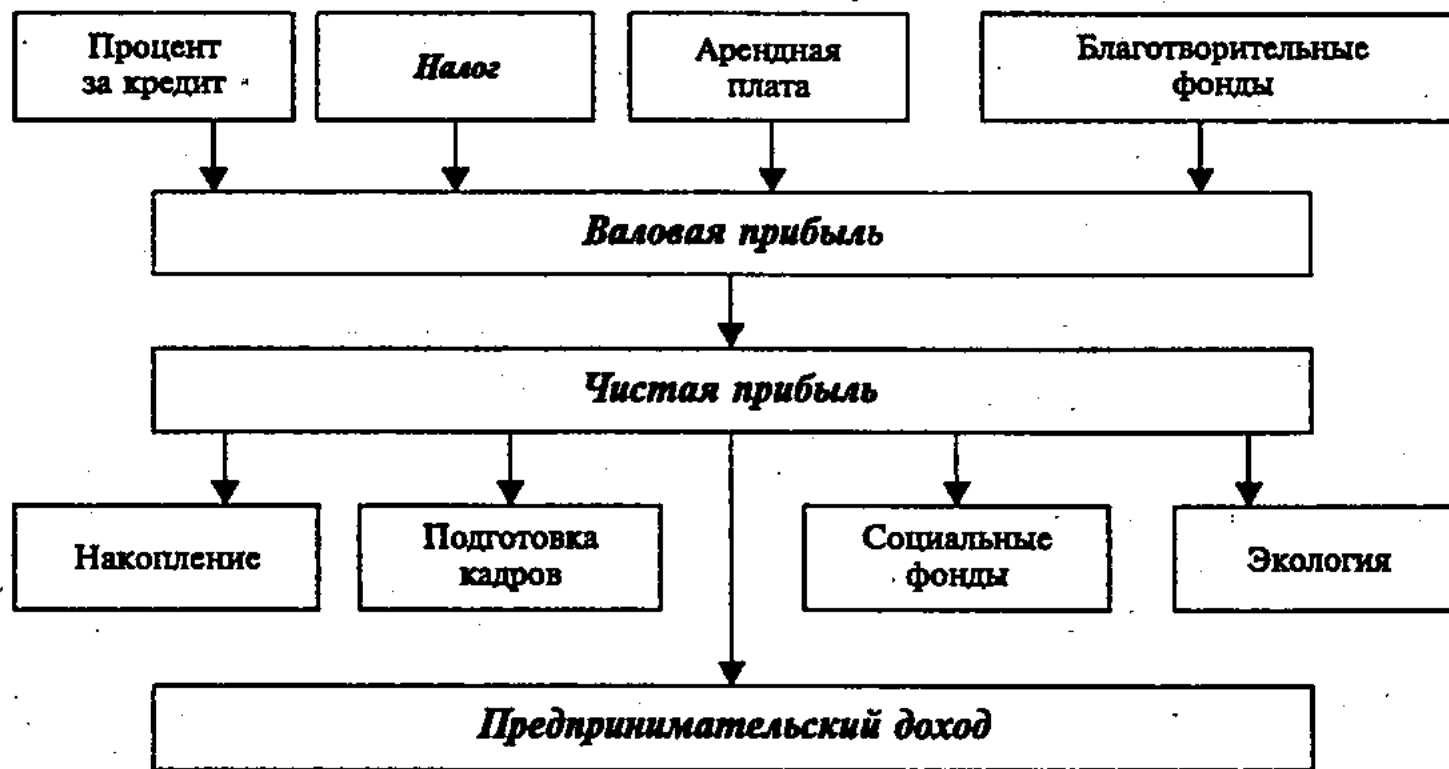 Процент
за кредит
Налог
Арендная
плата
Благотворительные
фонды
Валовая прибыль
Чистая прибыль
Накопление
Подготовка
кадров
Социальные
фонды
Экология
Предпринимательский доход